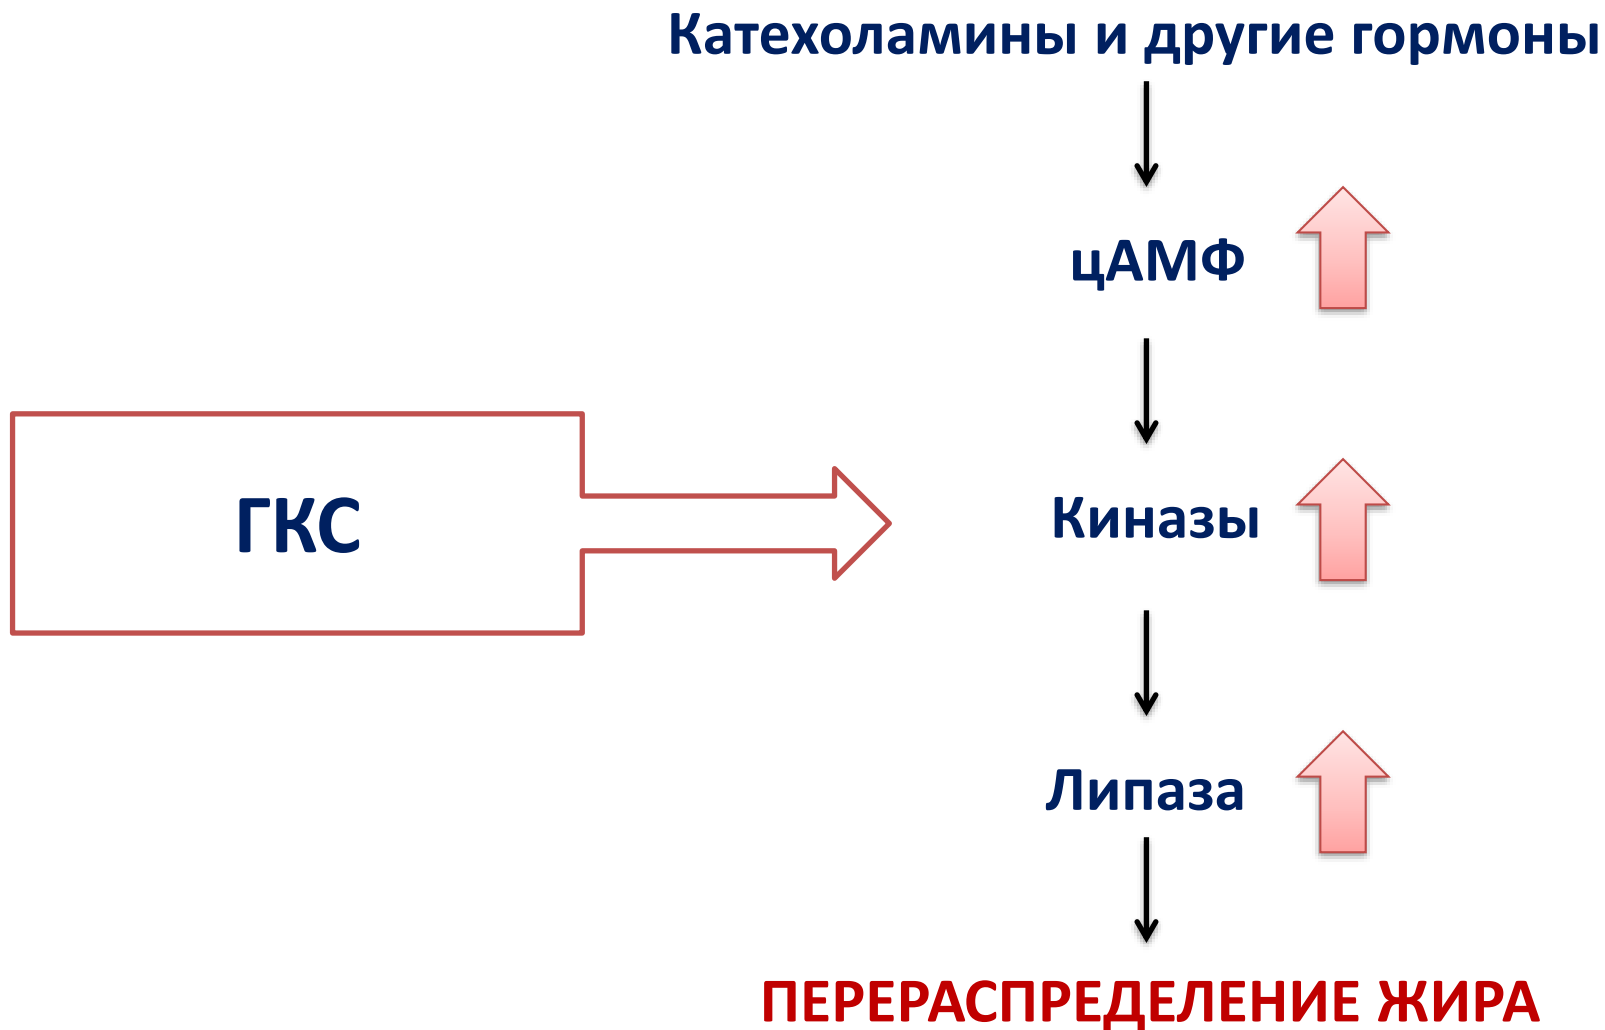 Катехоламины и другие гормоны
цАМФ
ГКС
Киназы
Липаза
ПЕРЕРАСПРЕДЕЛЕНИЕ ЖИРА